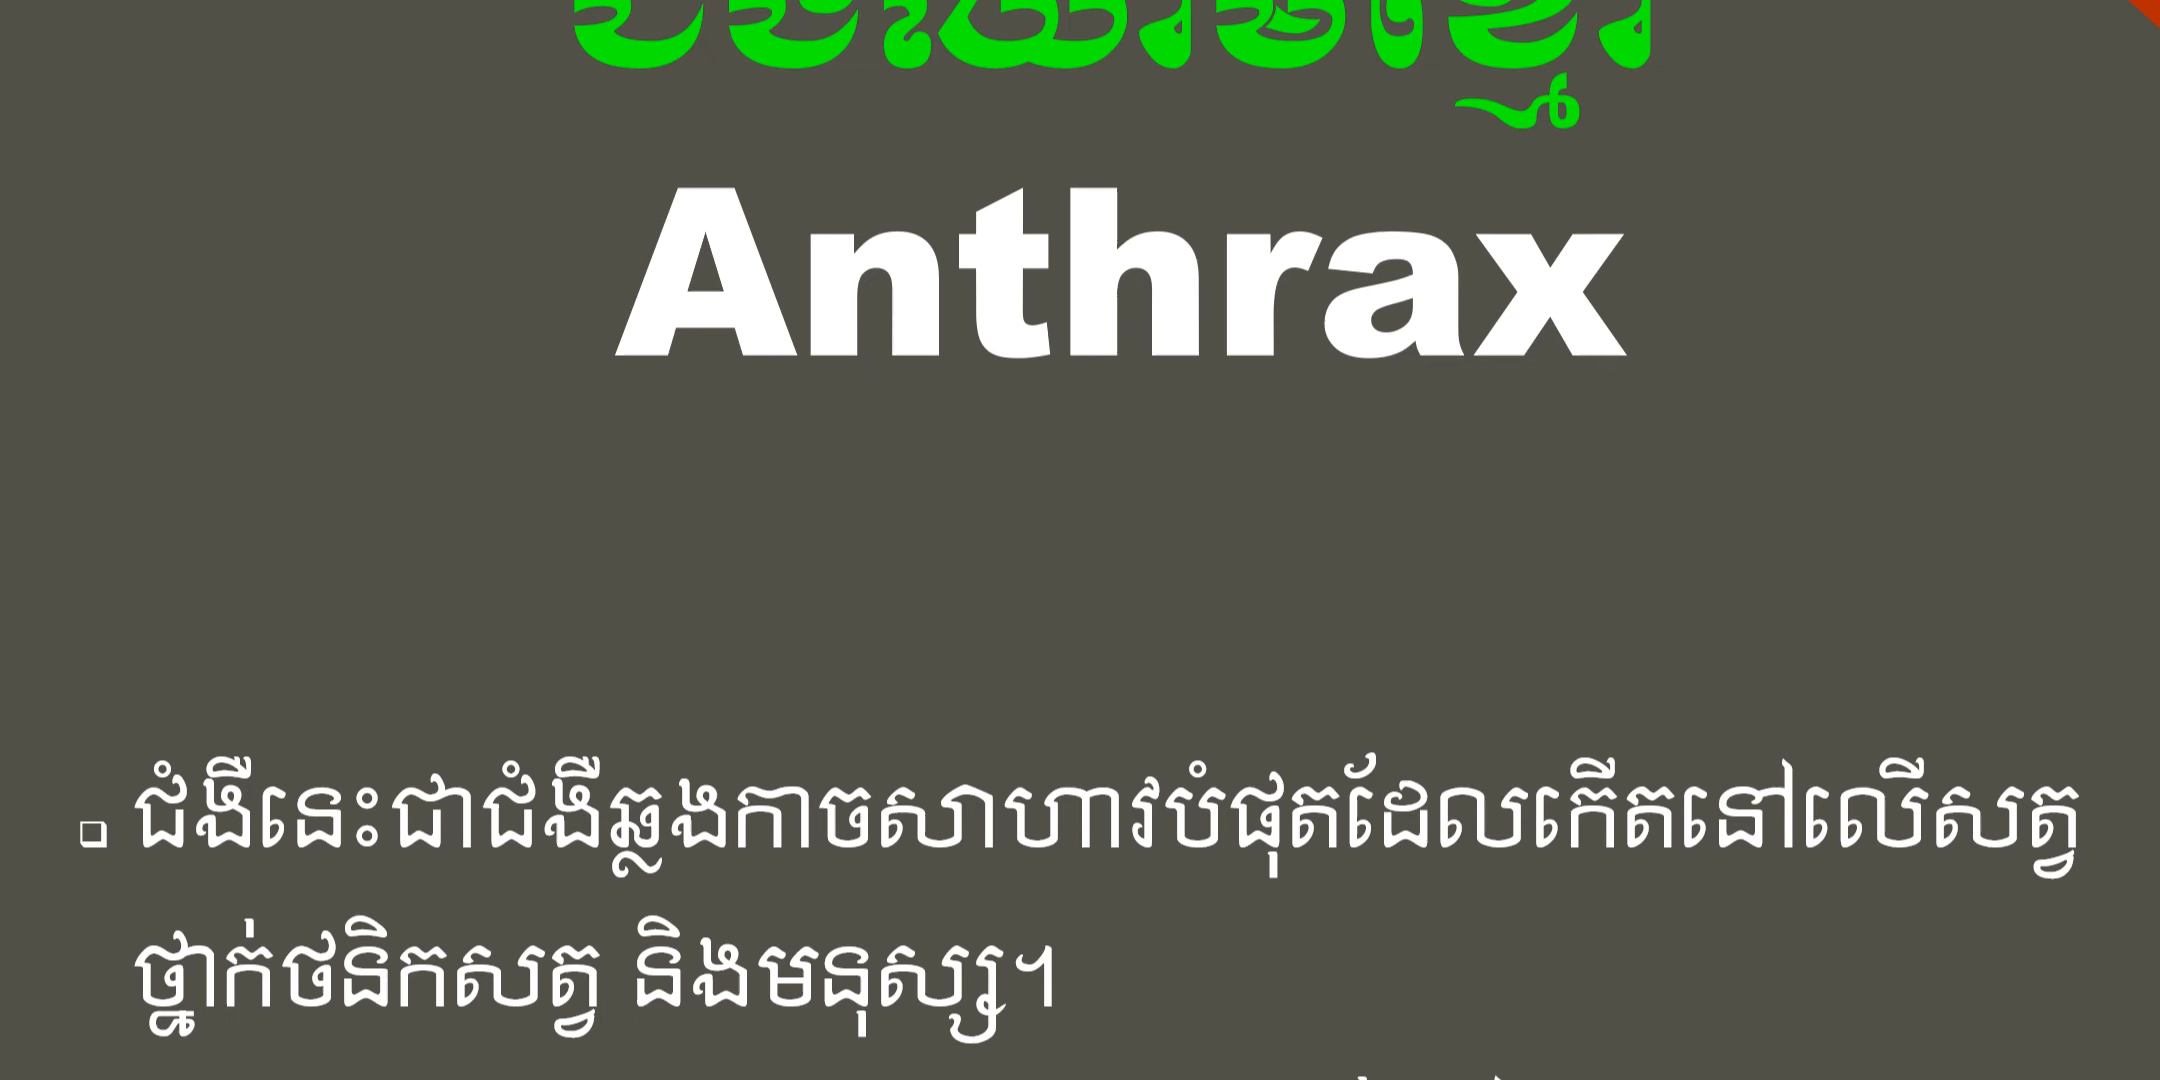 Anthrax
❑ ជំងឺនេះជាជំងឺឆ្លងកាចសាហាវបំផុតដែលកើតនៅលើសត្វ
ថ្នាក់ថនិកសត្វ និងមនុស្ស។